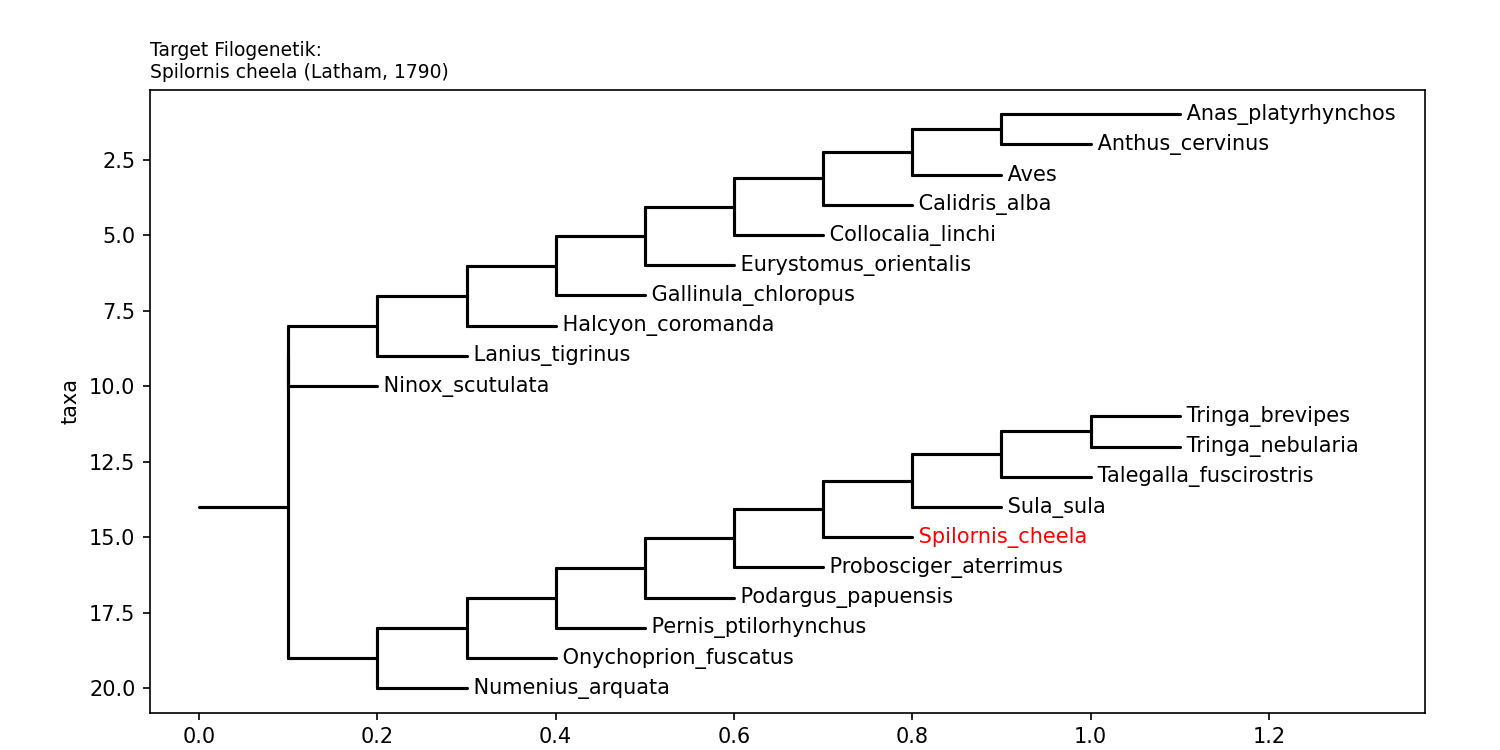 Target Filogenetik:
Spilornis cheela (Latham, 1790)
Anas_platyrhynchos
Anthus_cervinus
2.5
Aves
Calidris_alba
5.0
Collocalia_linchi
Eurystomus_orientalis
Gallinula_chloropus
7.5
Halcyon_coromanda
Lanius_tigrinus
10.0
Ninox_scutulata
taxa
Tringa_brevipes
Tringa_nebularia
12.5
Talegalla_fuscirostris
Sula_sula
15.0
Spilornis_cheela
Probosciger_aterrimus
Podargus_papuensis
17.5
Pernis_ptilorhynchus
Onychoprion_fuscatus
20.0
Numenius_arquata
0.0 0.2 0.4 0.6 0.8 1.0 1.2